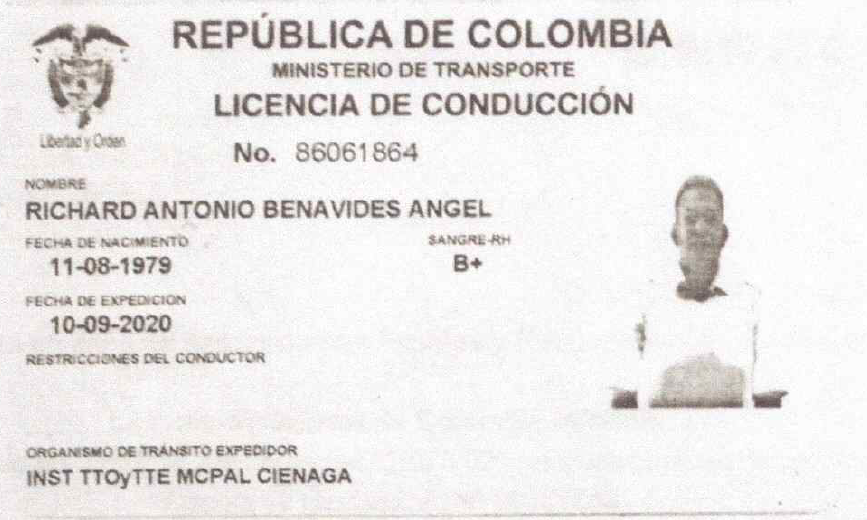 REPÚBLICA DE COLOMBIA
MINISTERIO DE TRANSPORTE
LICENCIA DE CONDUCCIÓN
Libertad y Orden
No. 86061864
NOMBRE
RICHARD ANTONIO BENAVIDES ANGEL
FECHA DE NACIMIENTO
11-08-1979
SANGRE-RH
B+
FECHA DE EXPEDICION
10-09-2020
RESTRICCIONES DEL CONDUCTOR
ORGANISMO DE TRÁNSITO EXPEDIDOR
INST TTOyTTE MCPAL CIENAGA